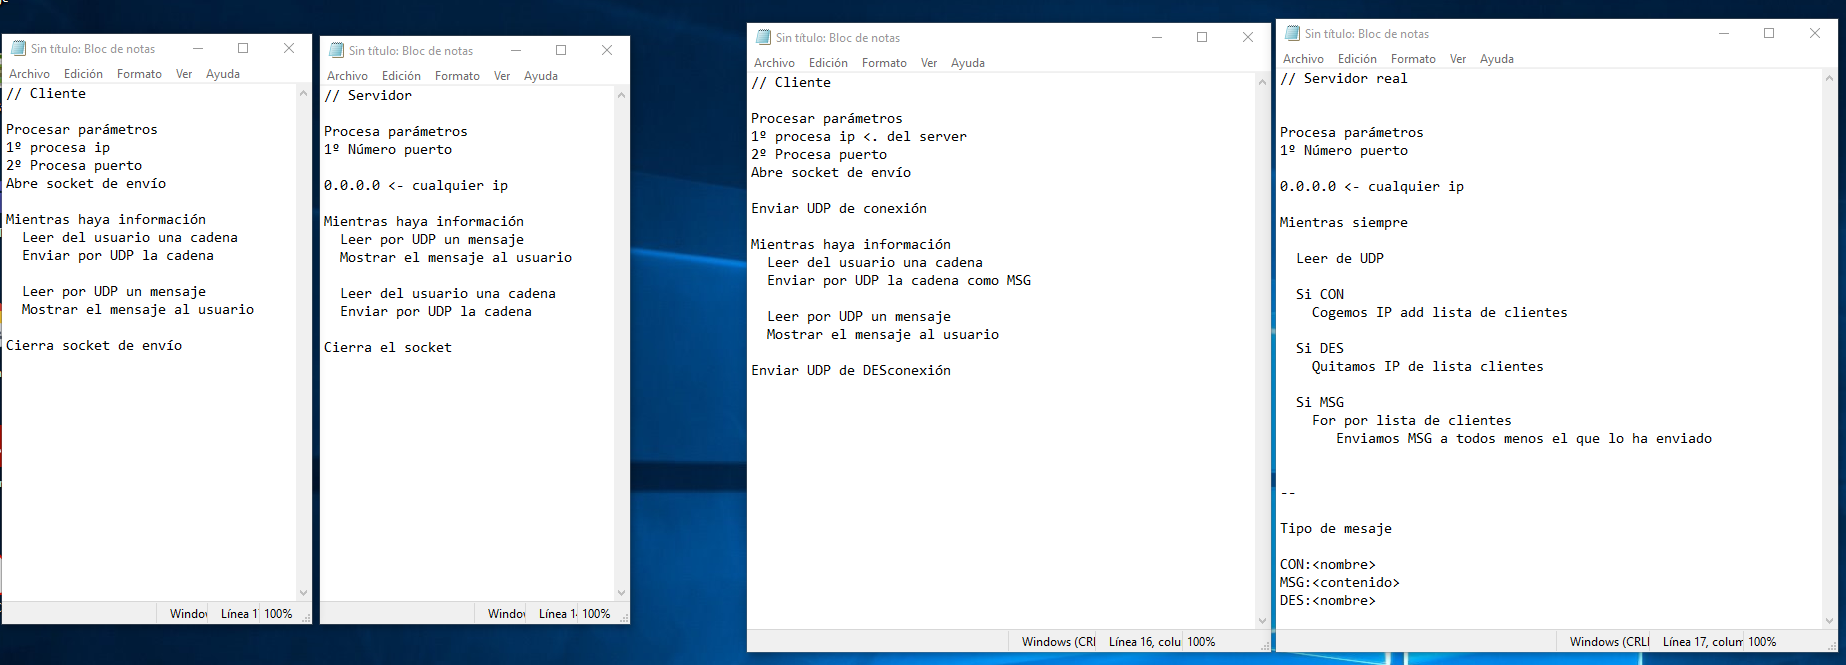 Sin título: Bloc de notas
Archivo Edición Formato Ver Ayuda
// Cliente
Procesar parámetros
1º procesa ip
2º Procesa puerto
Abre socket de envío
Mientras haya información
Leer del usuario una cadena
Enviar por UDP la cadena
Leer por UDP un mensaje
Mostrar el mensaje al usuario
Cierra socket de envío
Línea 1 100%
Sin título: Bloc de notas
Archivo Edición Formato Ver Ayuda
// Servidor
Procesa parámetros
1º Número puerto
0.0.0.0 <- cualquier ip
Mientras haya información
Leer por UDP un mensaje
Mostrar el mensaje al usuario
Leer del usuario una cadena
Enviar por UDP la cadena
Cierra el socket
Línea 1 100%
Sin título: Bloc de notas
Archivo Edición Formato Ver Ayuda
// Cliente
Procesar parámetros
1º procesa ip <. del server
2º Procesa puerto
Abre socket de envío
Enviar UDP de conexión
Mientras haya información
Leer del usuario una cadena
Enviar por UDP la cadena como MSG
Leer por UDP un mensaje
Mostrar el mensaje al usuario
Enviar UDP de DESconexión
Windows (CRI Línea 16, colu 100%
Sin título: Bloc de notas
Archivo Edición Formato Ver Ayuda
// Servidor real
Procesa parámetros
1º Número puerto
0.0.0.0 <- cualquier ip
Mientras siempre
Leer de UDP
Si CON
Cogemos IP add lista de clientes
Si DES
Quitamos IP de lista clientes
Si MSG
For por lista de clientes
Enviamos MSG a todos menos el que lo ha enviado
--
Tipo de mesaje
CON:<nombre>
MSG:<contenido>
DES:<nombre>
Windows (CRLI Línea 17, colum 100%